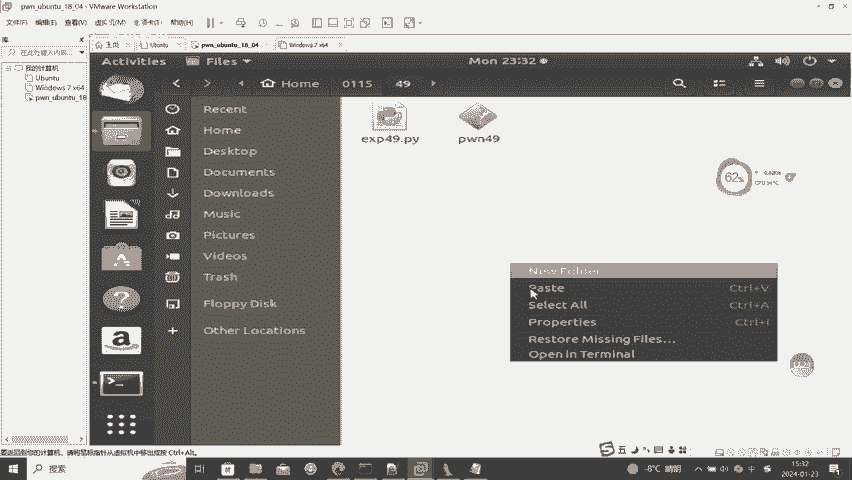 pwn_ubuntu_18_04 - VMware Workstation
文件(F) 编辑(E) 查看(V) 虚拟机(M) 选项卡(T) 帮助(H)
库
在此处键入内容...
我的计算机
Ubuntu
Windows 7 x64
pwn_ubuntu_18
主页
Ubuntu
pwn_ubuntu_18_04
Windows 7 x64
Activities
Files
Mon 23:32
Home
0115
49
Recent
Home
Desktop
Documents
Downloads
Music
Pictures
Videos
Trash
Floppy Disk
Other Locations
exp49.py
pwn49
62%
New Folder
Paste Ctrl+V
Select All Ctrl+A
Properties Ctrl+I
Restore Missing Files...
Open in Terminal
要返回到您的计算机，请将鼠标指针从虚拟机中移出或按 Ctrl+Alt。
五
搜索
-8°C 晴朗
中
15:32
2024-01-23